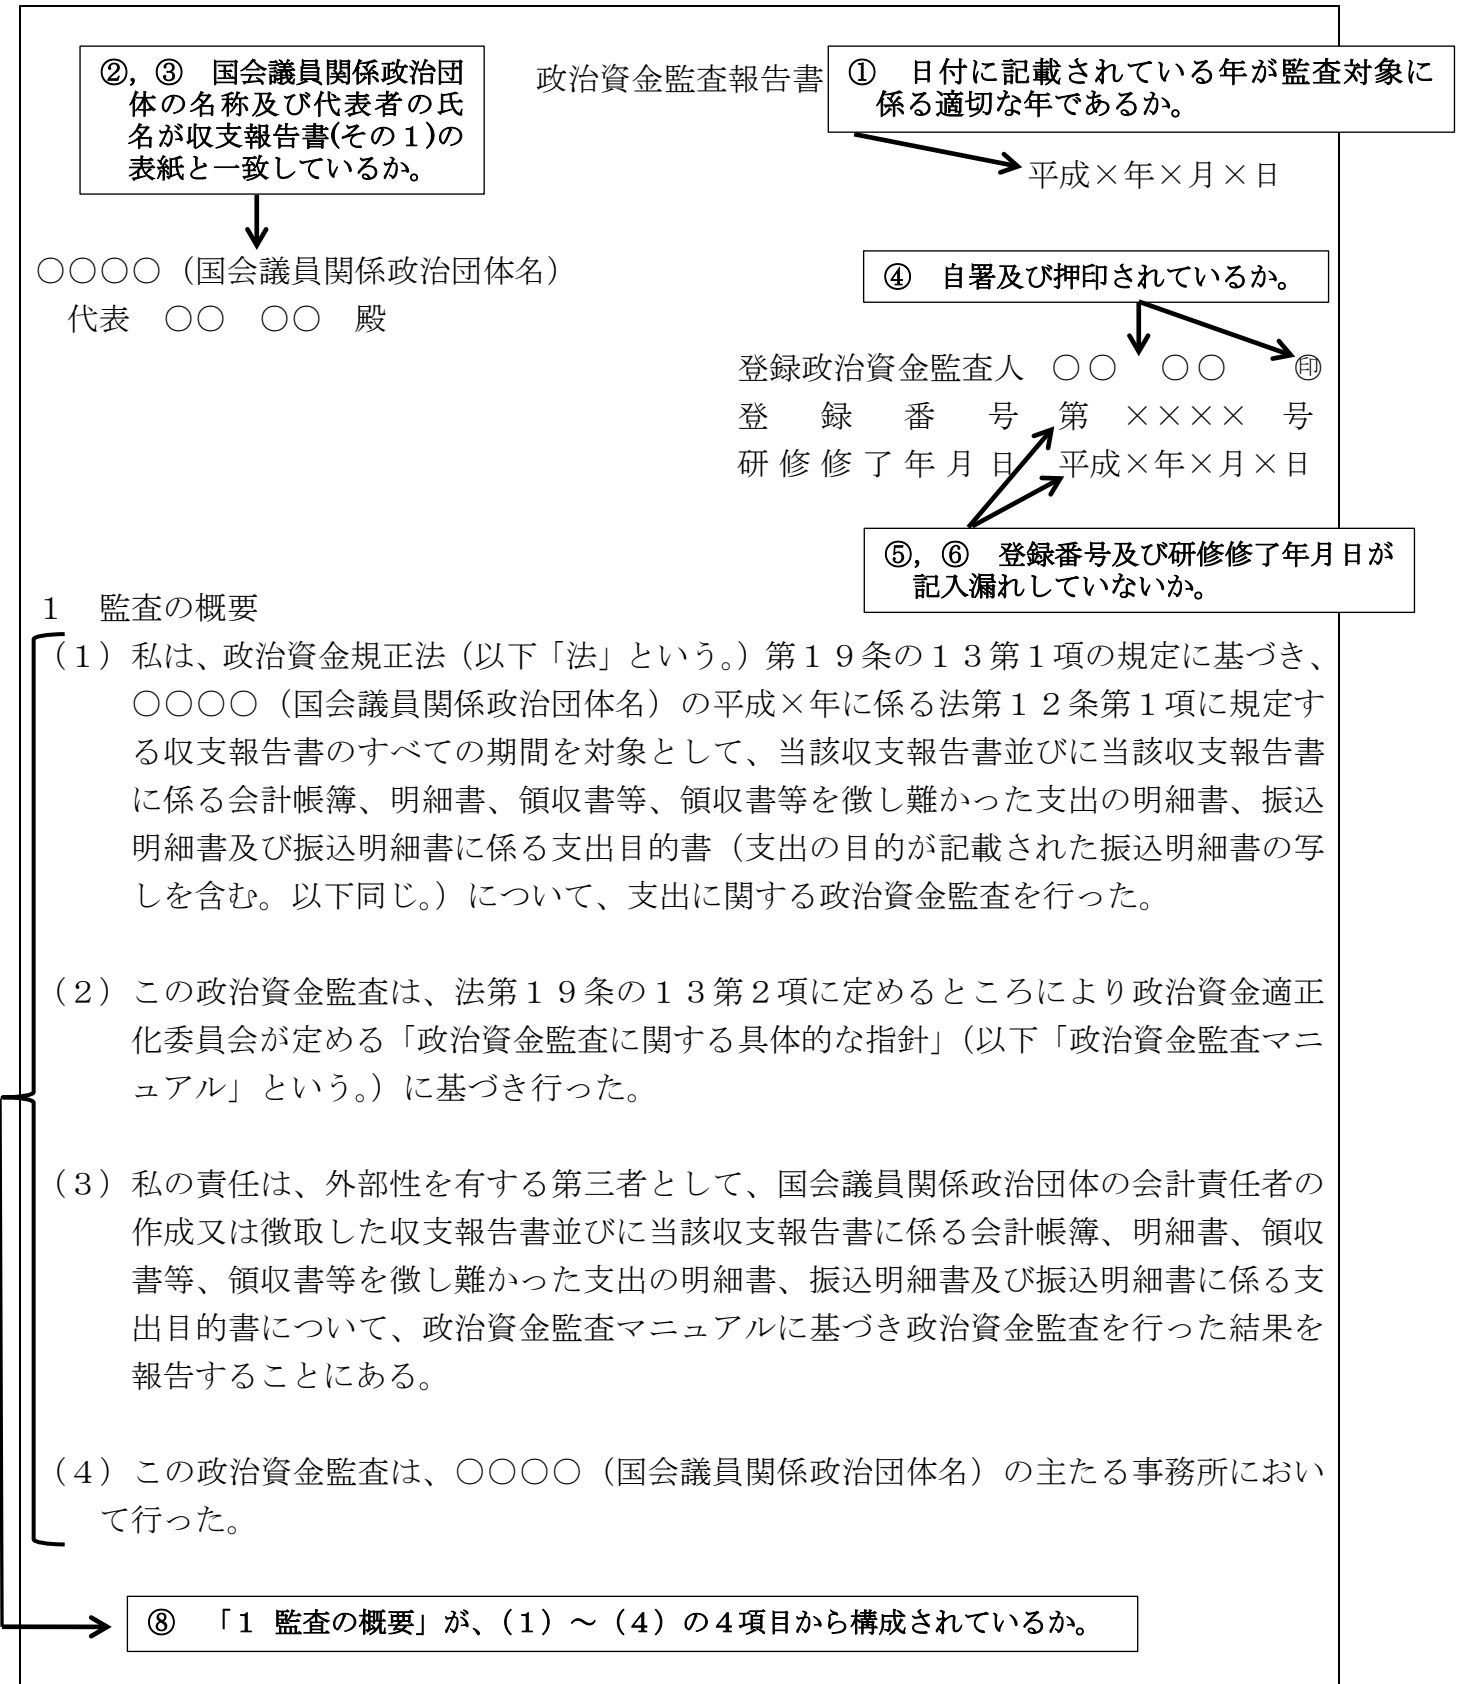 ②，③　国会議員関係政治団
体の名称及び代表者の氏
名が収支報告書(その１)の
表紙と一致しているか。
政治資金監査報告書
①　日付に記載されている年が監査対象に
係る適切な年であるか。
平成×年×月×日
○○○○（国会議員関係政治団体名）
代表　○○　○○　殿
④　自署及び押印されているか。
登録政治資金監査人　○○　○○　㊞
登　録　番　号　第　××××　号
研修修了年月日　平成×年×月×日
⑤，⑥　登録番号及び研修修了年月日が
記入漏れしていないか。
１　監査の概要
（１）私は、政治資金規正法（以下「法」という。）第１９条の１３第１項の規定に基づき、
○○○○（国会議員関係政治団体名）の平成×年に係る法第１２条第１項に規定す
る収支報告書のすべての期間を対象として、当該収支報告書並びに当該収支報告書
に係る会計帳簿、明細書、領収書等、領収書等を徴し難かった支出の明細書、振込
明細書及び振込明細書に係る支出目的書（支出の目的が記載された振込明細書の写
しを含む。以下同じ。）について、支出に関する政治資金監査を行った。
（２）この政治資金監査は、法第１９条の１３第２項に定めるところにより政治資金適正
化委員会が定める「政治資金監査に関する具体的な指針」（以下「政治資金監査マニ
ュアル」という。）に基づき行った。
（３）私の責任は、外部性を有する第三者として、国会議員関係政治団体の会計責任者の
作成又は徴取した収支報告書並びに当該収支報告書に係る会計帳簿、明細書、領収
書等、領収書等を徴し難かった支出の明細書、振込明細書及び振込明細書に係る支
出目的書について、政治資金監査マニュアルに基づき政治資金監査を行った結果を
報告することにある。
（４）この政治資金監査は、○○○○（国会議員関係政治団体名）の主たる事務所におい
て行った。
⑧　「１ 監査の概要」が、（１）～（４）の４項目から構成されているか。